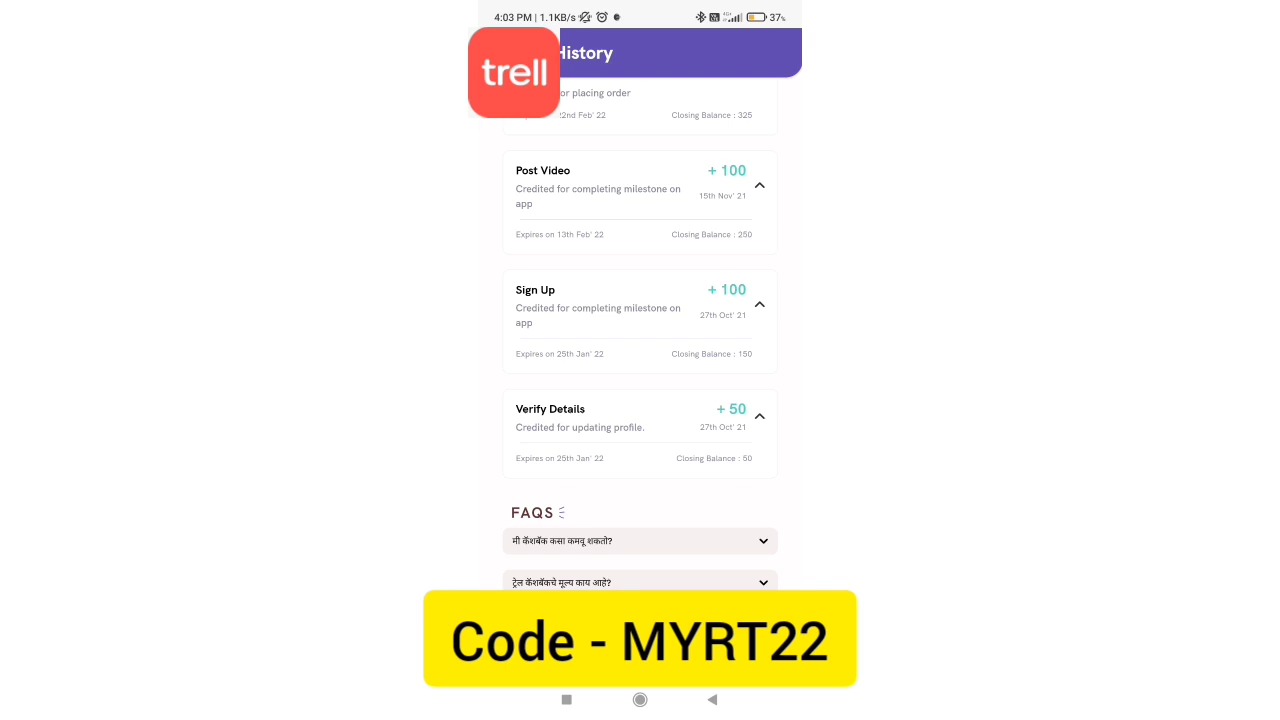 4:03 PM | 1.1KB/s
37%
trell
History
or placing order
22nd Feb' 22
Closing Balance : 325
Post Video
+ 100
Credited for completing milestone on
app
15th Nov' 21
Expires on 13th Feb' 22
Closing Balance : 250
Sign Up
+ 100
Credited for completing milestone on
app
27th Oct' 21
Expires on 25th Jan' 22
Closing Balance : 150
Verify Details
+ 50
Credited for updating profile.
27th Oct' 21
Expires on 25th Jan' 22
Closing Balance : 50
FAQS
मी कॅशबॅक कसा कमवू शकतो?
ट्रेल कॅशबॅकचे मूल्य काय आहे?
Code - MYRT22